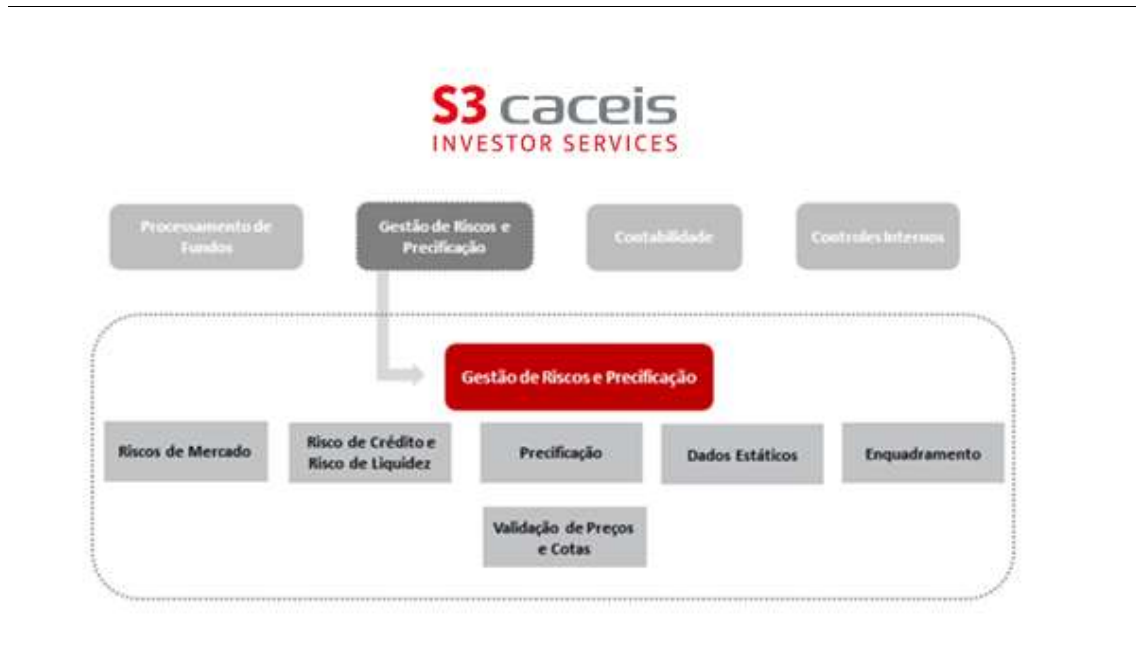 S3 caceis
INVESTOR SERVICES
Processamento de
Fundos
Gestão de Riscos e
Precificação
Contabilidade
Controles Internos
Gestão de Riscos e Precificação
Riscos de Mercado
Risco de Crédito e
Risco de Liquidez
Precificação
Dados Estáticos
Enquadramento
Validação de Preços
e Cotas